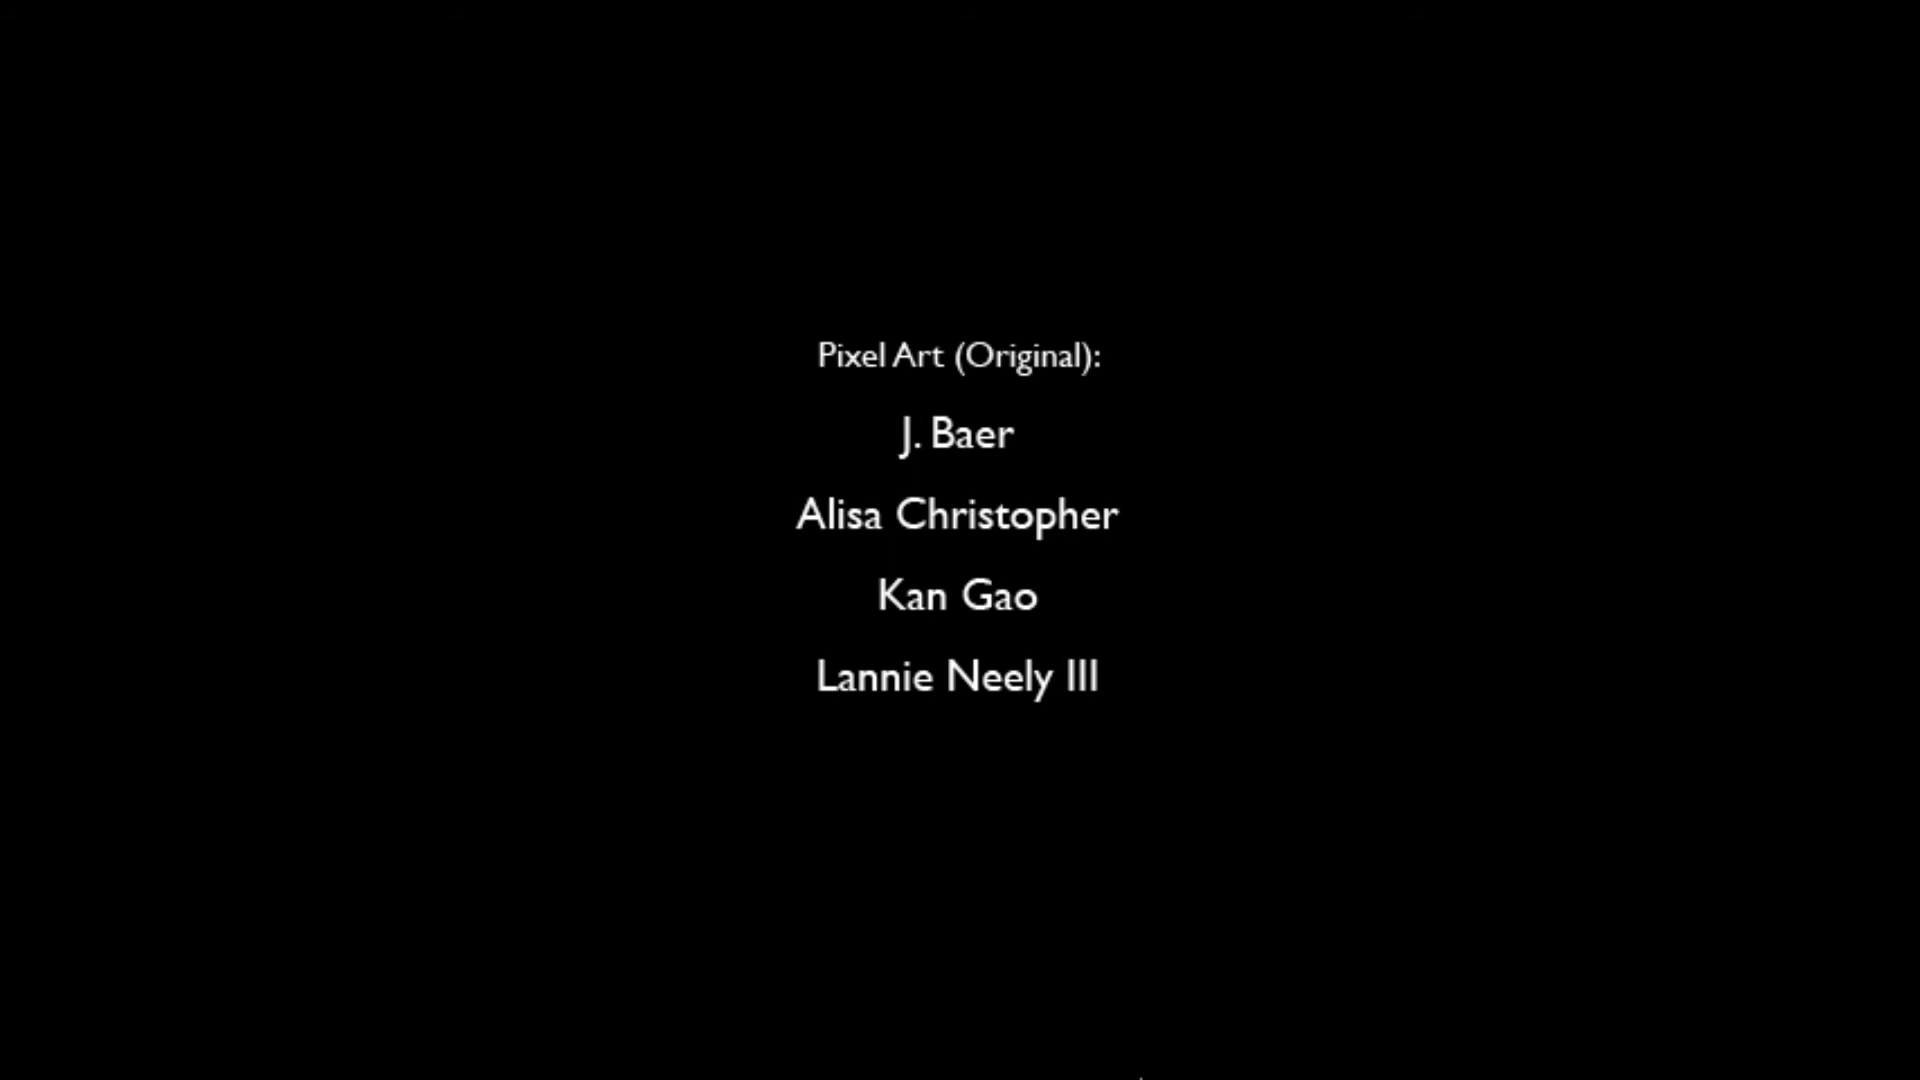 Pixel Art (Original):
J. Baer
Alisa Christopher
Kan Gao
Lannie Neely III